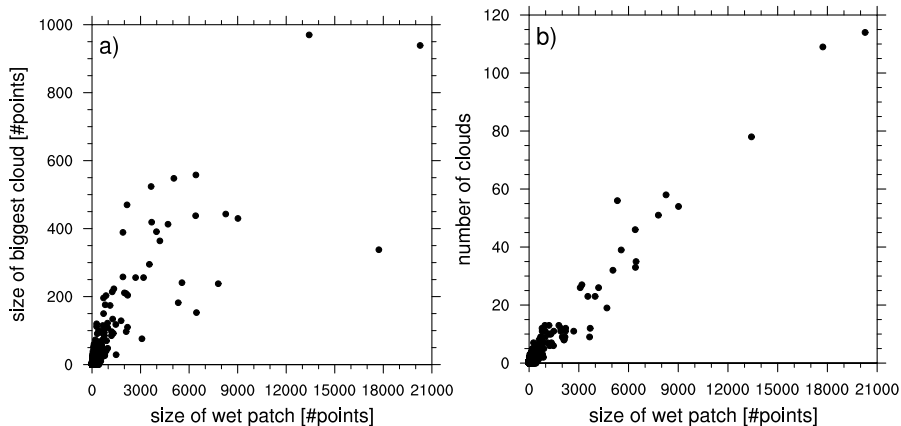 a)
size of biggest cloud [#points]
1000
800
600
400
200
0
0 3000 6000 9000 12000 15000 18000 21000
size of wet patch [#points]
b)
number of clouds
120
100
80
60
40
20
0
0 3000 6000 9000 12000 15000 18000 21000
size of wet patch [#points]